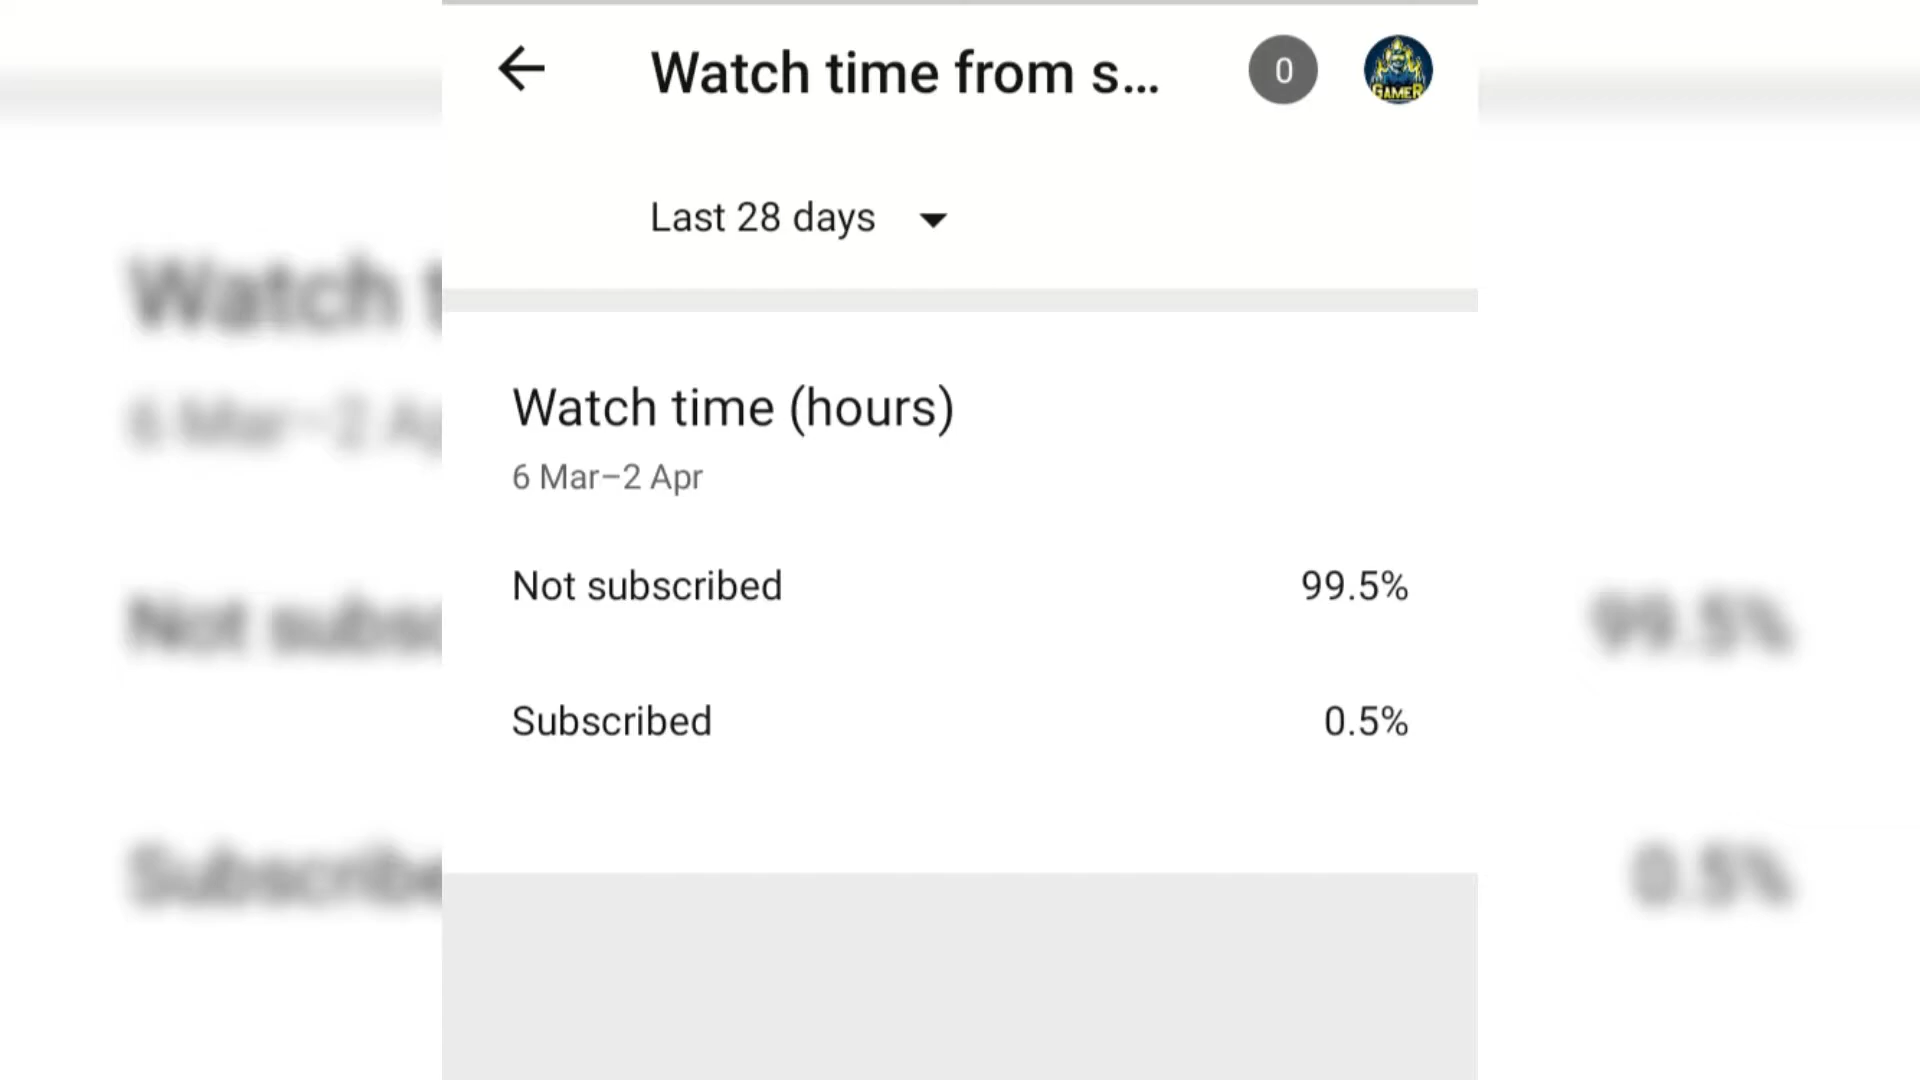 Watch time from s...
0
GAMER
Last 28 days
Watch time (hours)
6 Mar–2 Apr
Not subscribed 99.5%
Subscribed 0.5%